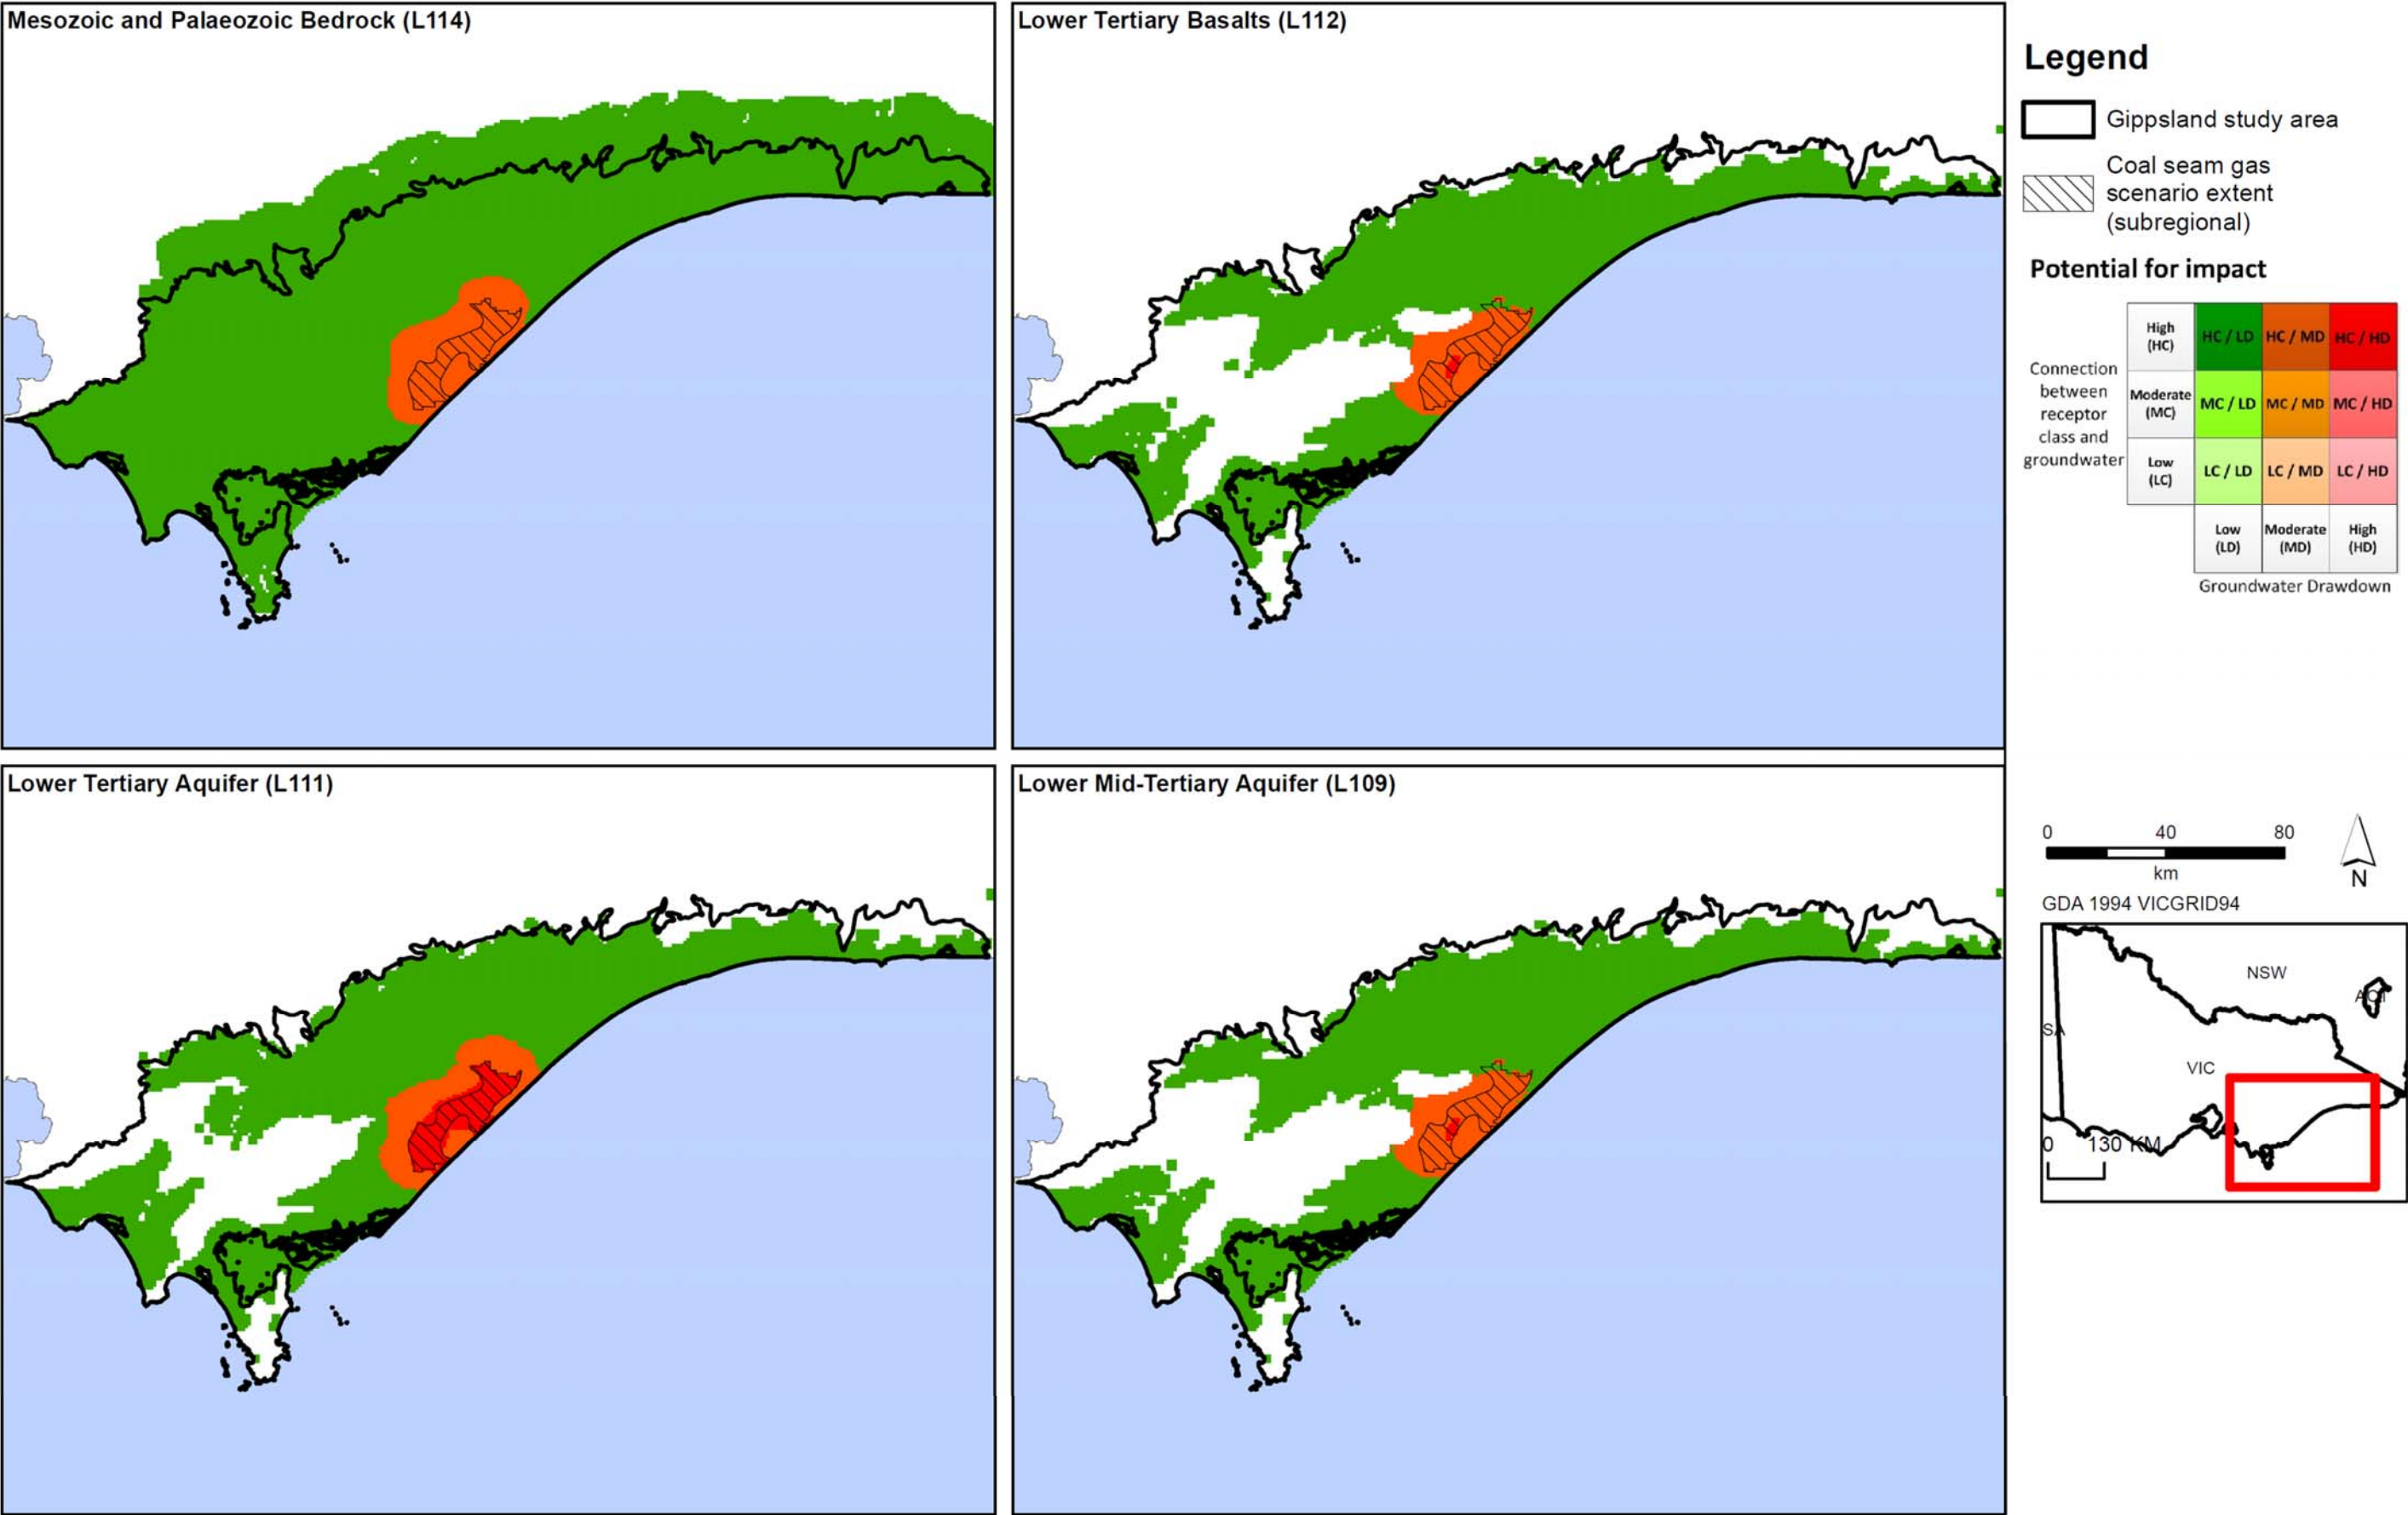 Mesozoic and Palaeozoic Bedrock (L114)
Lower Tertiary Basalts (L112)
Lower Tertiary Aquifer (L111)
Lower Mid-Tertiary Aquifer (L109)
Legend
Gippsland study area
Coal seam gas
scenario extent
(subregional)
Potential for impact
Connection
between
receptor
class and
groundwater
High
(HC)
HC / LD
HC / MD
HC / HD
Moderate
(MC)
MC / LD
MC / MD
MC / HD
Low
(LC)
LC / LD
LC / MD
LC / HD
Low
(LD)
Moderate
(MD)
High
(HD)
Groundwater Drawdown
0 40 80
km
N
GDA 1994 VICGRID94
NSW
ACT
SA
VIC
0 130 KM